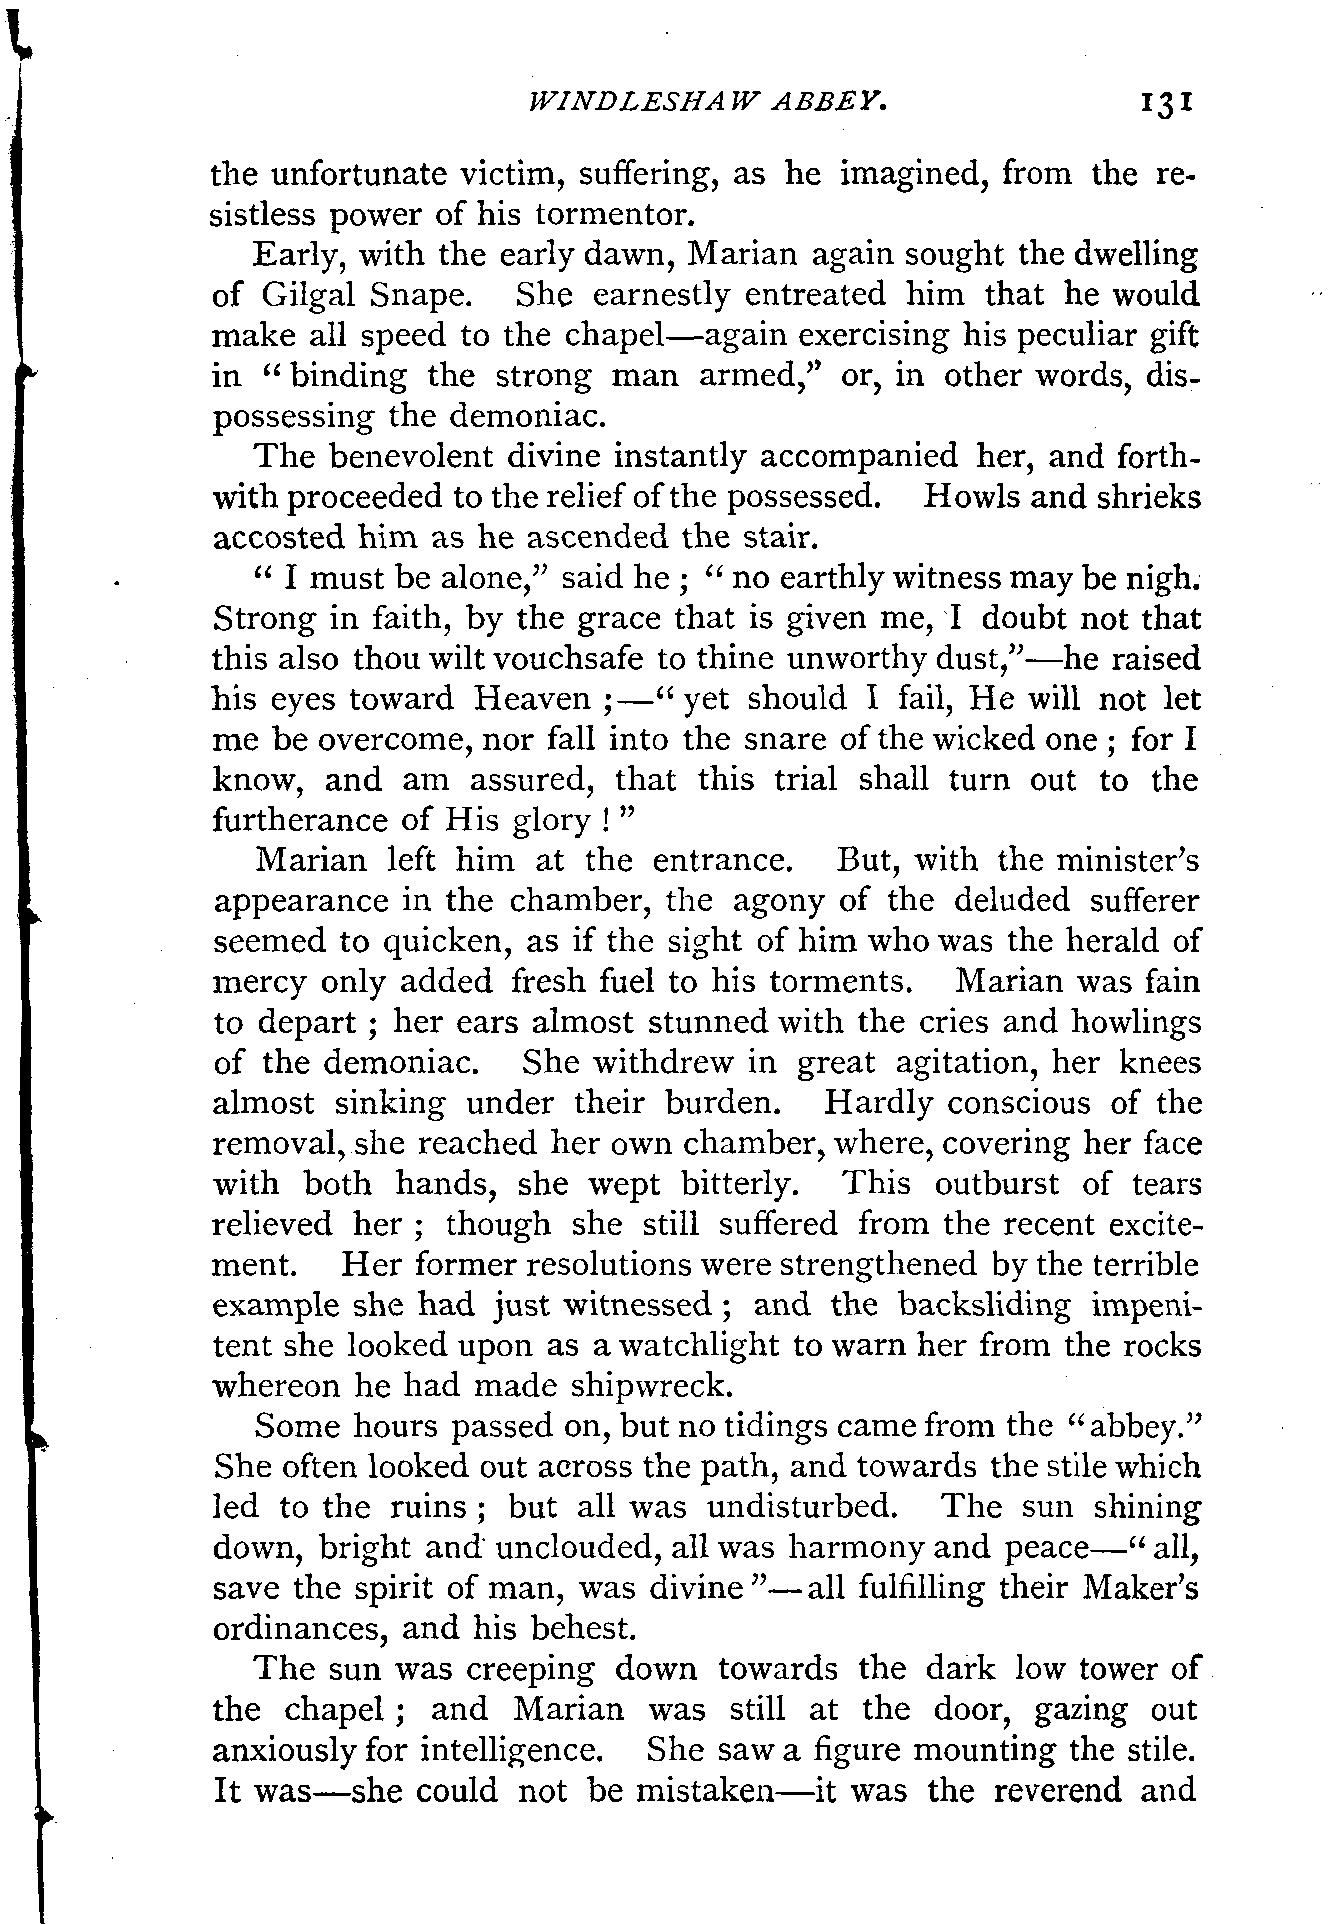 WINDLESHAW ABBEY. 131
the unfortunate victim, suffering, as he imagined, from the re-
sistless power of his tormentor.
Early, with the early dawn, Marian again sought the dwelling
of Gilgal Snape. She earnestly entreated him that he would
make all speed to the chapel—again exercising his peculiar gift
in “ binding the strong man armed,” or, in other words, dis-
possessing the demoniac.
The benevolent divine instantly accompanied her, and forth-
with proceeded to the relief of the possessed. Howls and shrieks
accosted him as he ascended the stair.
“ I must be alone,” said he ; “ no earthly witness may be nigh.
Strong in faith, by the grace that is given me, I doubt not that
this also thou wilt vouchsafe to thine unworthy dust,”—he raised
his eyes toward Heaven ;—“ yet should I fail, He will not let
me be overcome, nor fall into the snare of the wicked one ; for I
know, and am assured, that this trial shall turn out to the
furtherance of His glory ! ”
Marian left him at the entrance. But, with the minister’s
appearance in the chamber, the agony of the deluded sufferer
seemed to quicken, as if the sight of him who was the herald of
mercy only added fresh fuel to his torments. Marian was fain
to depart ; her ears almost stunned with the cries and howlings
of the demoniac. She withdrew in great agitation, her knees
almost sinking under their burden. Hardly conscious of the
removal, she reached her own chamber, where, covering her face
with both hands, she wept bitterly. This outburst of tears
relieved her ; though she still suffered from the recent excite-
ment. Her former resolutions were strengthened by the terrible
example she had just witnessed ; and the backsliding impeni-
tent she looked upon as a watchlight to warn her from the rocks
whereon he had made shipwreck.
Some hours passed on, but no tidings came from the “ abbey.”
She often looked out across the path, and towards the stile which
led to the ruins ; but all was undisturbed. The sun shining
down, bright and unclouded, all was harmony and peace—“ all,
save the spirit of man, was divine ”—all fulfilling their Maker’s
ordinances, and his behest.
The sun was creeping down towards the dark low tower of
the chapel ; and Marian was still at the door, gazing out
anxiously for intelligence. She saw a figure mounting the stile.
It was—she could not be mistaken—it was the reverend and